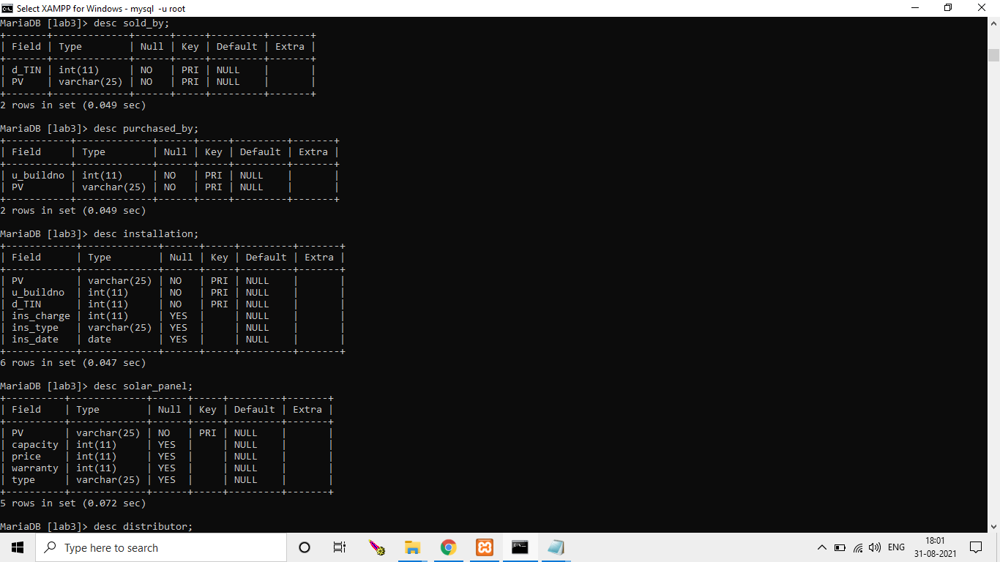 Select XAMPP for Windows - mysql  -u root
MariaDB [lab3]> desc sold_by;
+-------+-------------+------+-----+---------+-------+
| Field | Type        | Null | Key | Default | Extra |
+-------+-------------+------+-----+---------+-------+
| d_TIN | int(11)     | NO   | PRI | NULL    |       |
| PV    | varchar(25) | NO   | PRI | NULL    |       |
+-------+-------------+------+-----+---------+-------+
2 rows in set (0.049 sec)
MariaDB [lab3]> desc purchased_by;
+-----------+-------------+------+-----+---------+-------+
| Field     | Type        | Null | Key | Default | Extra |
+-----------+-------------+------+-----+---------+-------+
| u_buildno | int(11)     | NO   | PRI | NULL    |       |
| PV        | varchar(25) | NO   | PRI | NULL    |       |
+-----------+-------------+------+-----+---------+-------+
2 rows in set (0.049 sec)
MariaDB [lab3]> desc installation;
+------------+-------------+------+-----+---------+-------+
| Field      | Type        | Null | Key | Default | Extra |
+------------+-------------+------+-----+---------+-------+
| PV         | varchar(25) | NO   | PRI | NULL    |       |
| u_buildno  | int(11)     | NO   | PRI | NULL    |       |
| d_TIN      | int(11)     | NO   | PRI | NULL    |       |
| ins_charge | int(11)     | YES  |     | NULL    |       |
| ins_type   | varchar(25) | YES  |     | NULL    |       |
| ins_date   | date        | YES  |     | NULL    |       |
+------------+-------------+------+-----+---------+-------+
6 rows in set (0.047 sec)
MariaDB [lab3]> desc solar_panel;
+----------+-------------+------+-----+---------+-------+
| Field    | Type        | Null | Key | Default | Extra |
+----------+-------------+------+-----+---------+-------+
| PV       | varchar(25) | NO   | PRI | NULL    |       |
| capacity | int(11)     | YES  |     | NULL    |       |
| price    | int(11)     | YES  |     | NULL    |       |
| warranty | int(11)     | YES  |     | NULL    |       |
| type     | varchar(25) | YES  |     | NULL    |       |
+----------+-------------+------+-----+---------+-------+
5 rows in set (0.072 sec)
MariaDB [lab3]> desc distributor;
Type here to search
ENG
18:01
31-08-2021